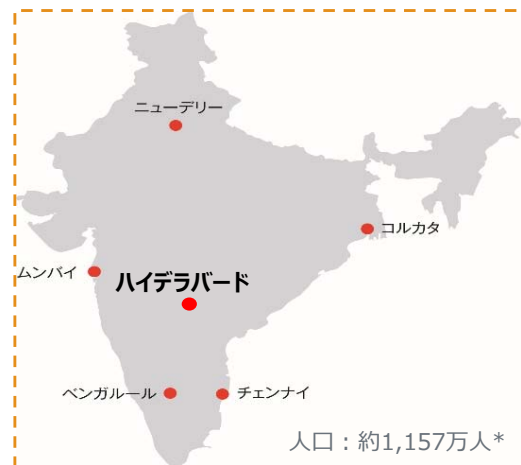 ニューデリー
コルカタ
ムンバイ
ハイデラバード
ベンガルール
チェンナイ
人口：約1,157万人*